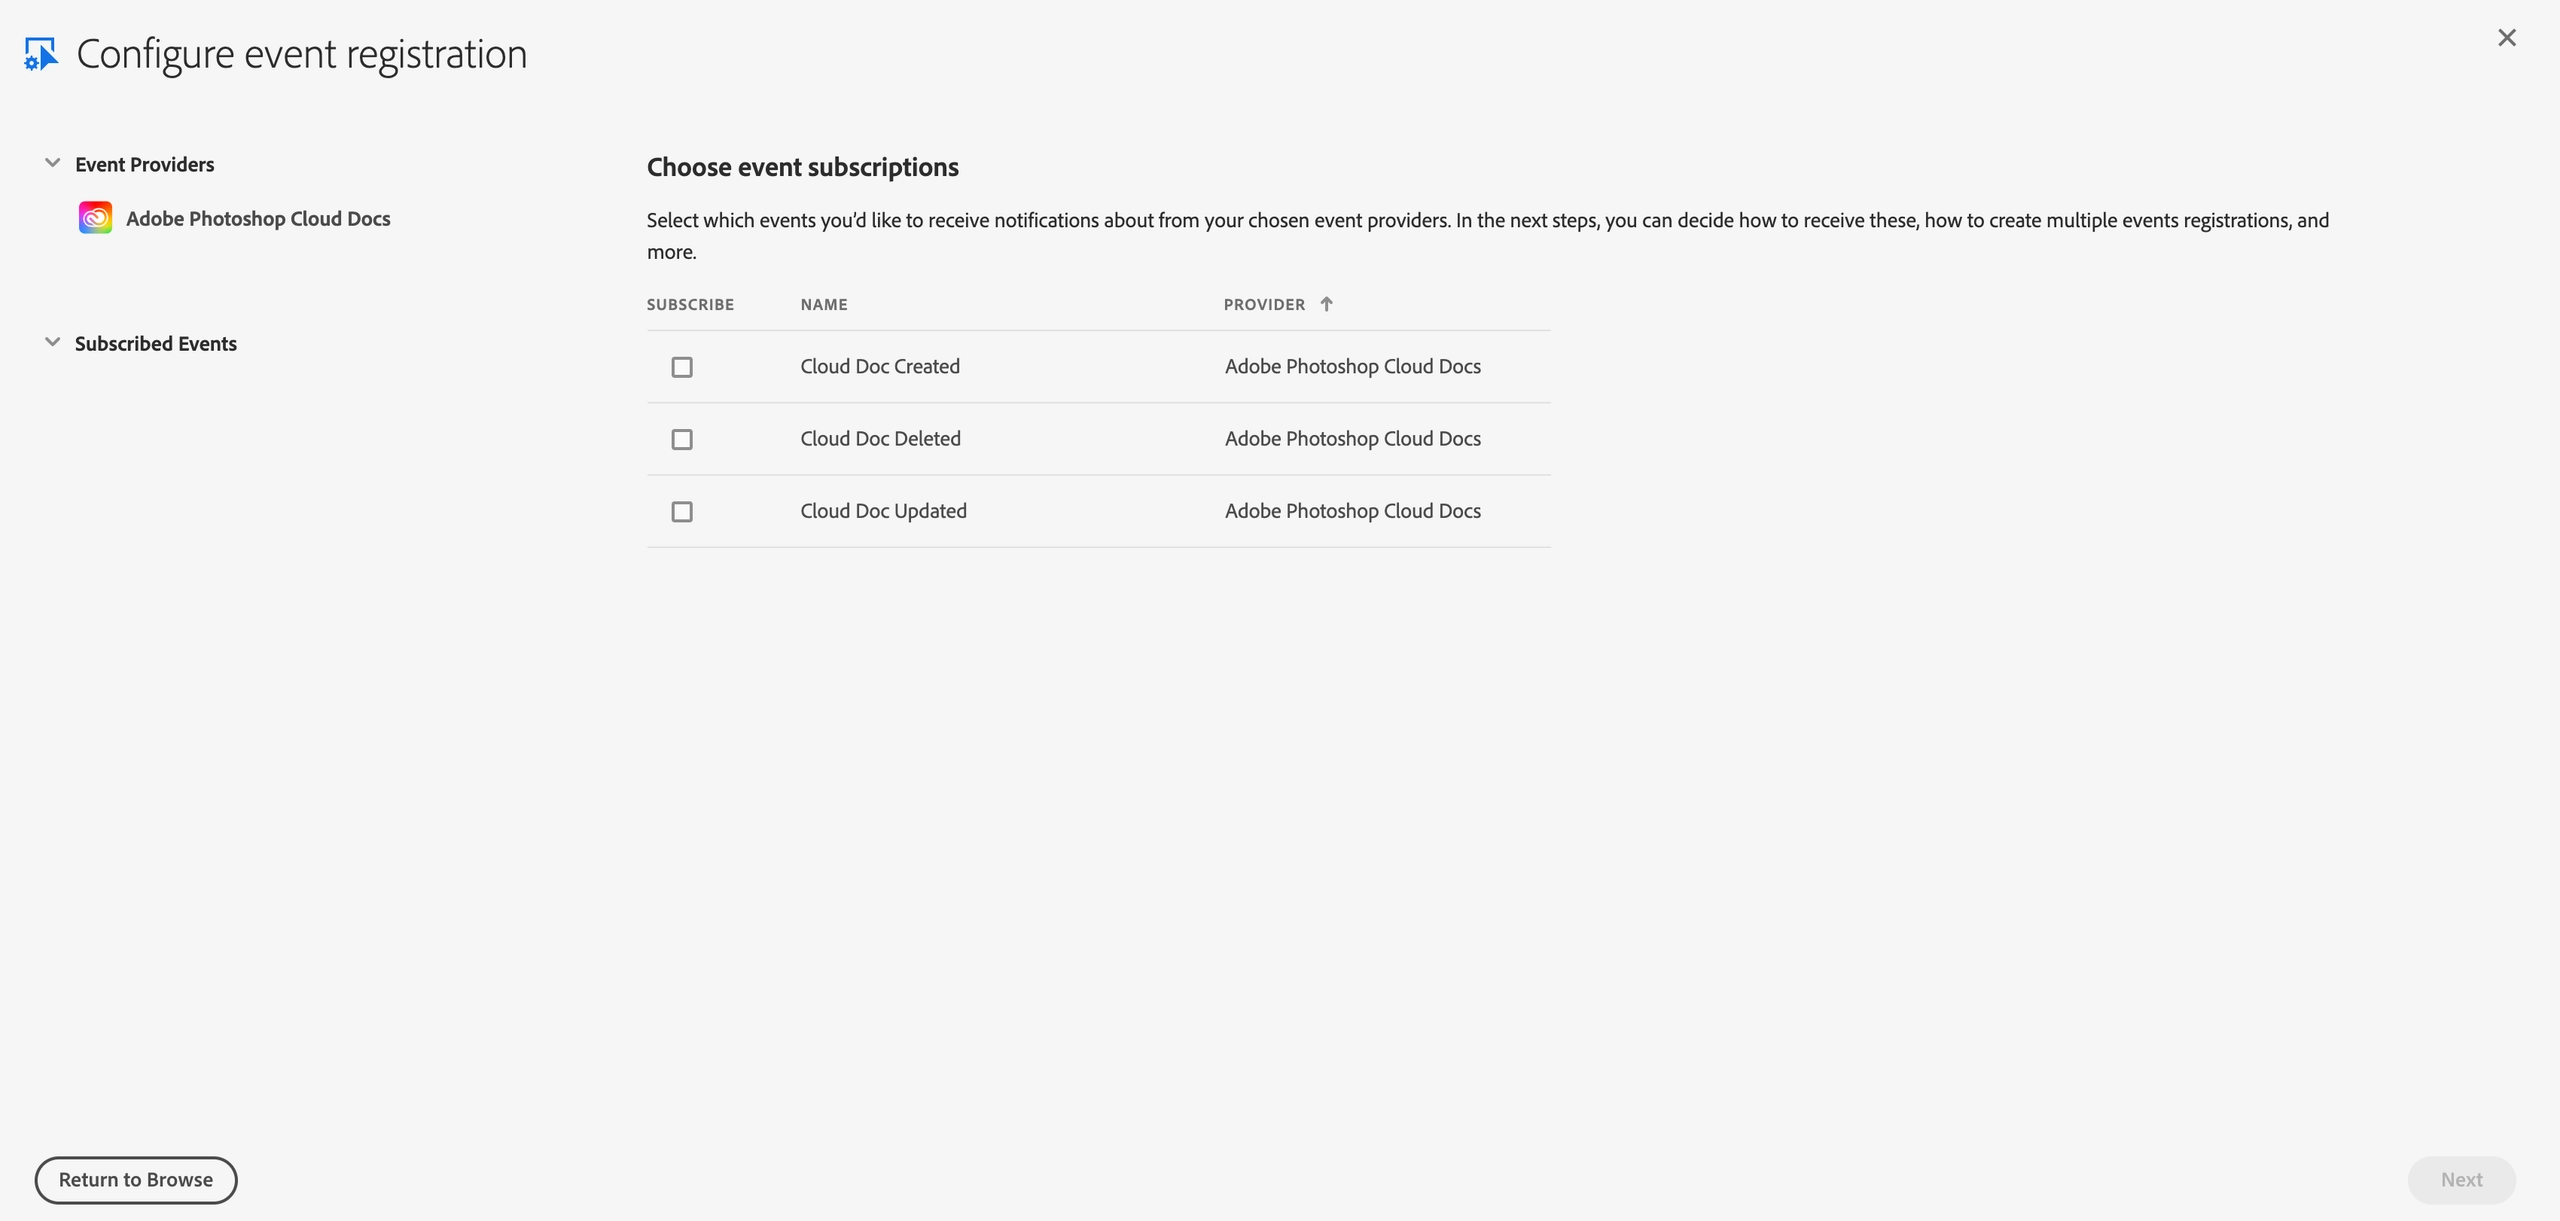 Configure event registration
Event Providers
Adobe Photoshop Cloud Docs
Subscribed Events
Choose event subscriptions
Select which events you'd like to receive notifications about from your chosen event providers. In the next steps, you can decide how to receive these, how to create multiple events registrations, and
more.
SUBSCRIBE NAME PROVIDER
Cloud Doc Created Adobe Photoshop Cloud Docs
Cloud Doc Deleted Adobe Photoshop Cloud Docs
Cloud Doc Updated Adobe Photoshop Cloud Docs
Return to Browse
Next